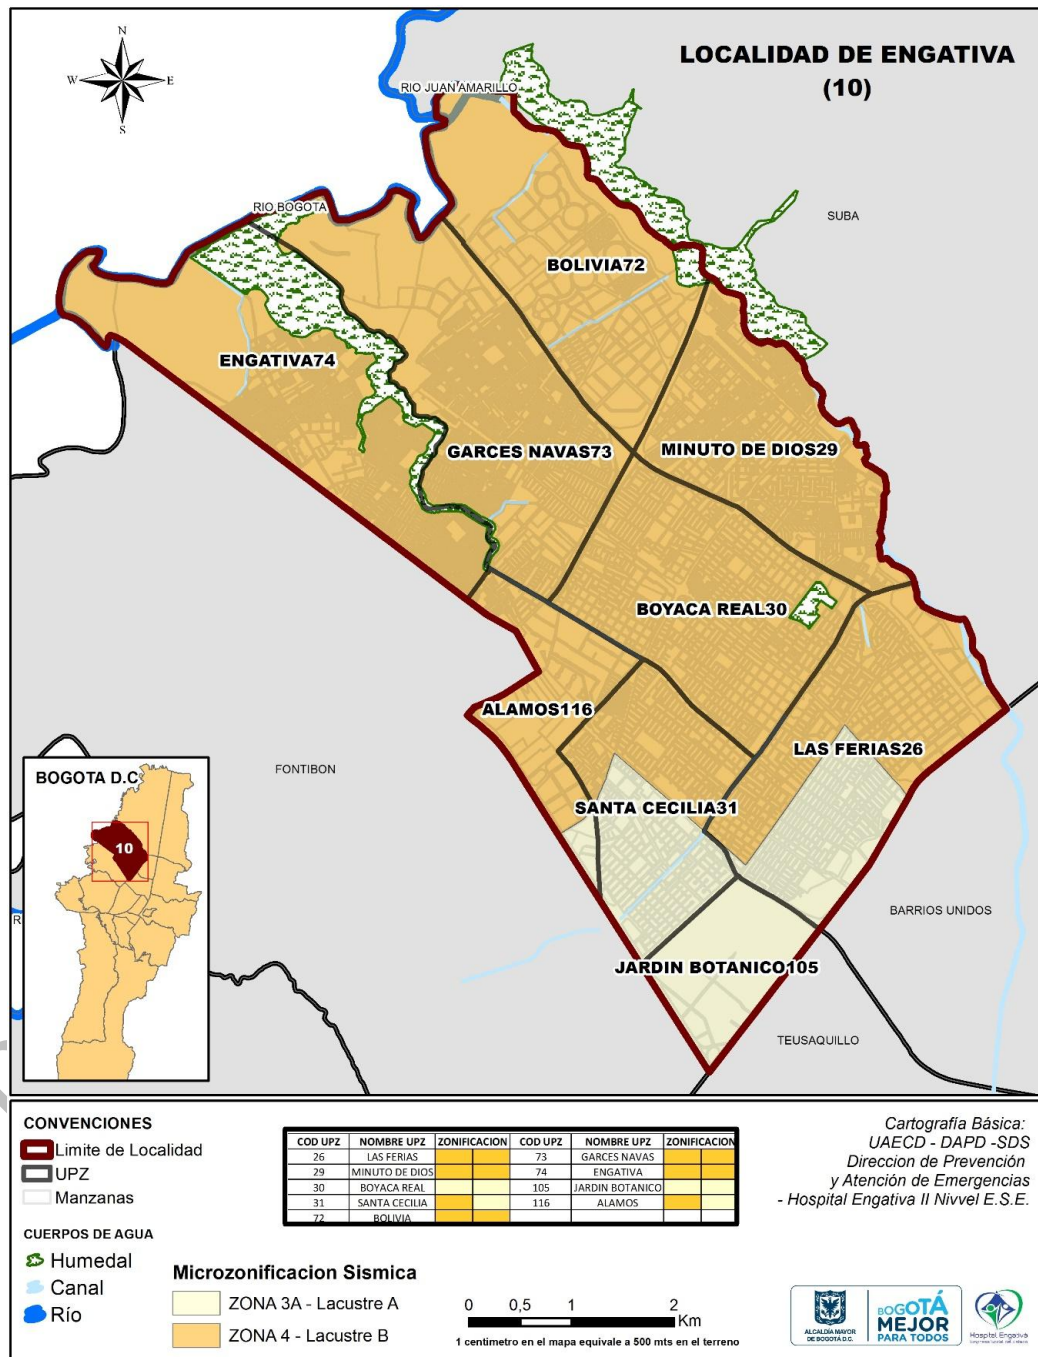 LOCALIDAD DE ENGATIVA
(10)
N
W
E
S
RIO JUAN AMARILLO
RIO BOGOTA
SUBA
BOLIVIA72
ENGATIVA74
GARCES NAVAS73
MINUTO DE DIOS29
BOYACA REAL30
ALAMOS116
LAS FERIAS26
FONTIBON
SANTA CECILIA31
BARRIOS UNIDOS
JARDIN BOTANICO105
TEUSAQUILLO
BOGOTA D.C
10
R
CONVENCIONES
Limite de Localidad
UPZ
Manzanas
CUERPOS DE AGUA
Humedal
Canal
Río
COD UPZ NOMBRE UPZ ZONIFICACION COD UPZ NOMBRE UPZ ZONIFICACION
26 LAS FERIAS 73 GARCES NAVAS
29 MINUTO DE DIOS 74 ENGATIVA
30 BOYACA REAL 105 JARDIN BOTANICO
31 SANTA CECILIA 116 ALAMOS
72 BOLIVIA
Cartografía Básica:
UAECD - DAPD -SDS
Direccion de Prevención
y Atención de Emergencias
- Hospital Engativa II Nivvel E.S.E.
Microzonificacion Sismica
ZONA 3A - Lacustre A
ZONA 4 - Lacustre B
0 0,5 1 2
Km
1 centimetro en el mapa equivale a 500 mts en el terreno
ALCALDÍA MAYOR
DE BOGOTÁ D.C.
BOGOTÁ
MEJOR
PARA TODOS
Hospital Engativá